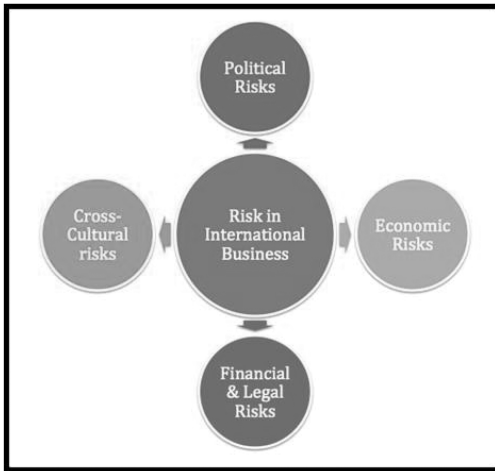 Political
Risks
Cross-
Cultural
risks
Risk in
International
Business
Economic
Risks
Financial
& Legal
Risks